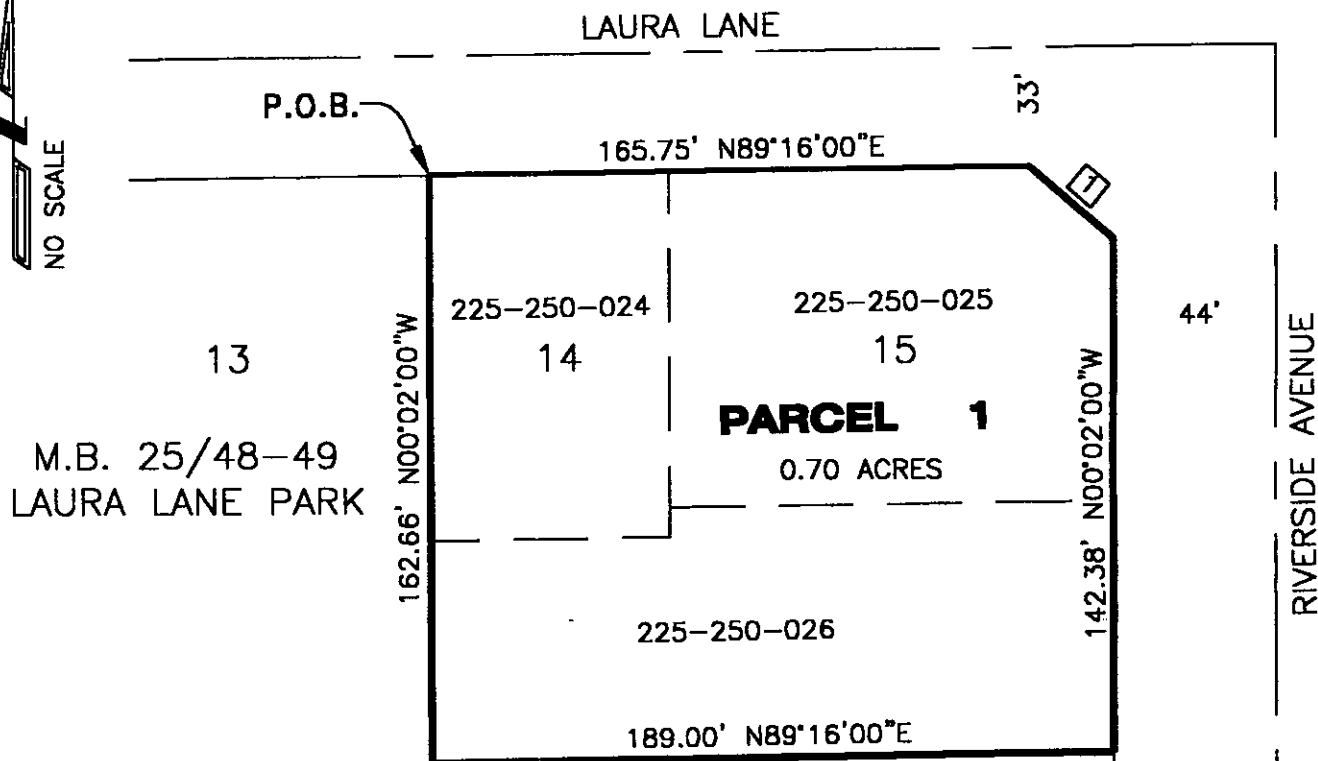 LAURA LANE
P.O.B.
33'
165.75' N89°16'00"E
1
NO SCALE
225-250-024
225-250-025
44'
13
14
15
PARCEL 1
0.70 ACRES
M.B. 25/48-49
LAURA LANE PARK
162.66' N00°02'00"W
142.38' N00°02'00"W
RIVERSIDE AVENUE
225-250-026
189.00' N89°16'00"E